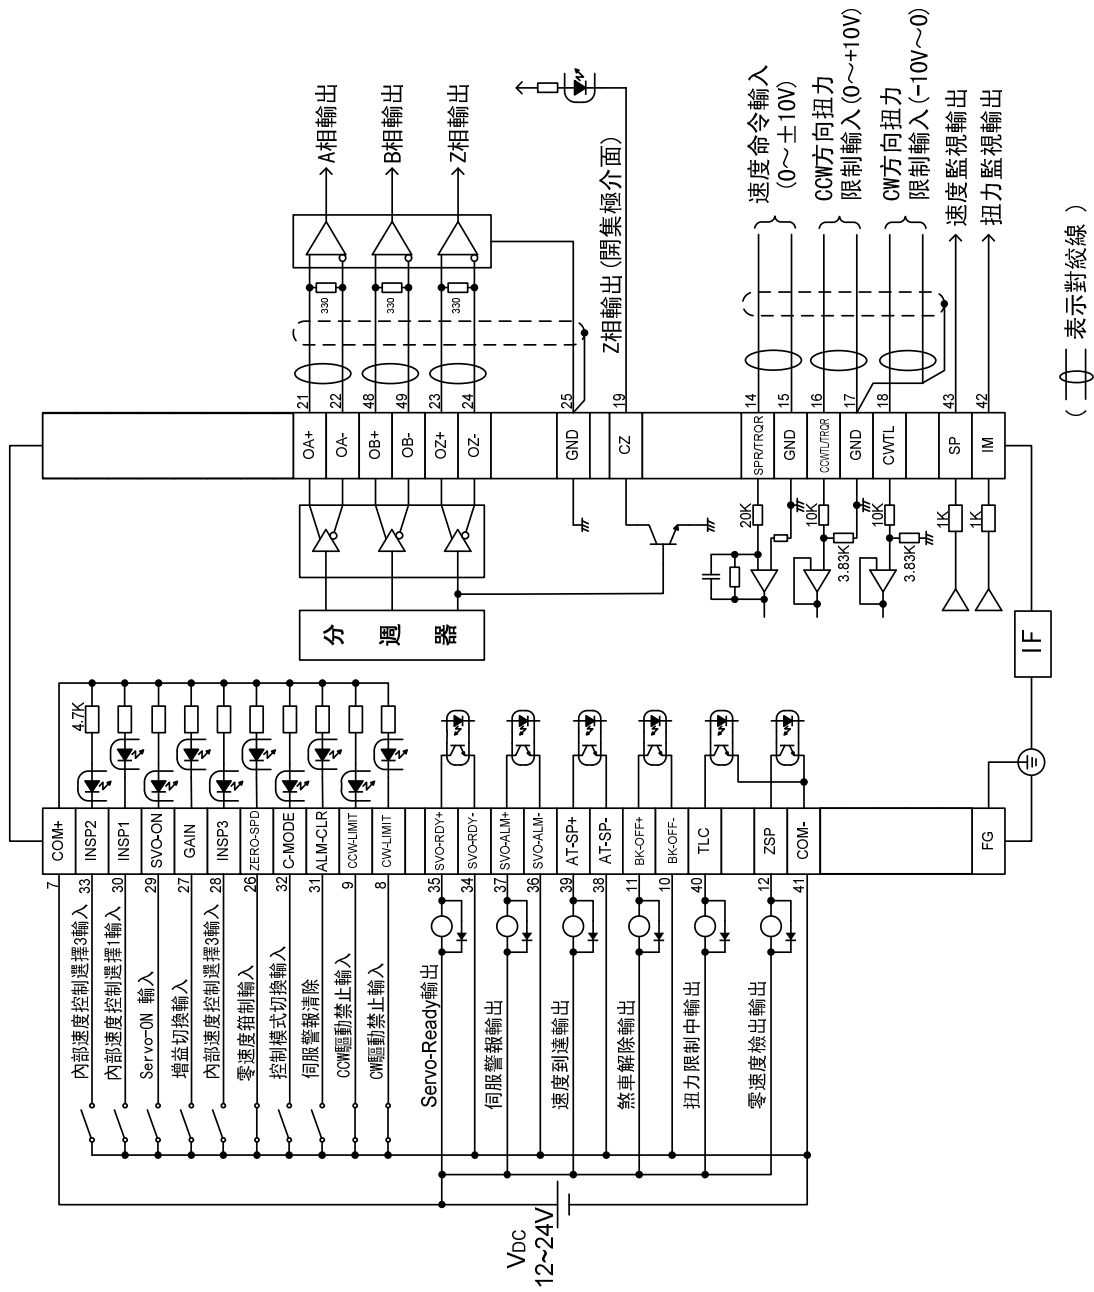 COM+
INSP2
INSP1
SVO-ON
GAIN
INSP3
ZERO-SPD
C-MODE
ALM-CLR
CCW-LIMIT
CW-LIMIT
SVO-RDY+
SVO-RDY-
SVO-ALM+
SVO-ALM-
AT-SP+
AT-SP-
BK-OFF+
BK-OFF-
TLC
ZSP
COM-
FG
7
33
30
29
27
28
26
32
31
9
8
35
34
37
36
39
38
11
10
40
12
41
內部速度控制選擇3輸入
內部速度控制選擇1輸入
Servo-ON 輸入
增益切換輸入
內部速度控制選擇3輸入
零速度箝制輸入
控制模式切換輸入
伺服警報清除
CCW驅動禁止輸入
CW驅動禁止輸入
Servo-Ready輸出
伺服警報輸出
速度到達輸出
煞車解除輸出
扭力限制中輸出
零速度檢出輸出
VDC
12~24V
4.7K
分週器
OA+
OA-
OB+
OB-
OZ+
OZ-
GND
CZ
SPR/TRQR
GND
CCWTL/TRQR
GND
CWTL
SP
IM
21
22
48
49
23
24
25
19
14
15
16
17
18
43
42
330
330
330
A相輸出
B相輸出
Z相輸出
Z相輸出(開集極介面)
20K
10K
3.83K
10K
3.83K
1K
1K
IF
速度命令輸入
(0~±10V)
CCW方向扭力
限制輸入(0~+10V)
CW方向扭力
限制輸入(-10V~0)
速度監視輸出
扭力監視輸出
( 表示對絞線 )